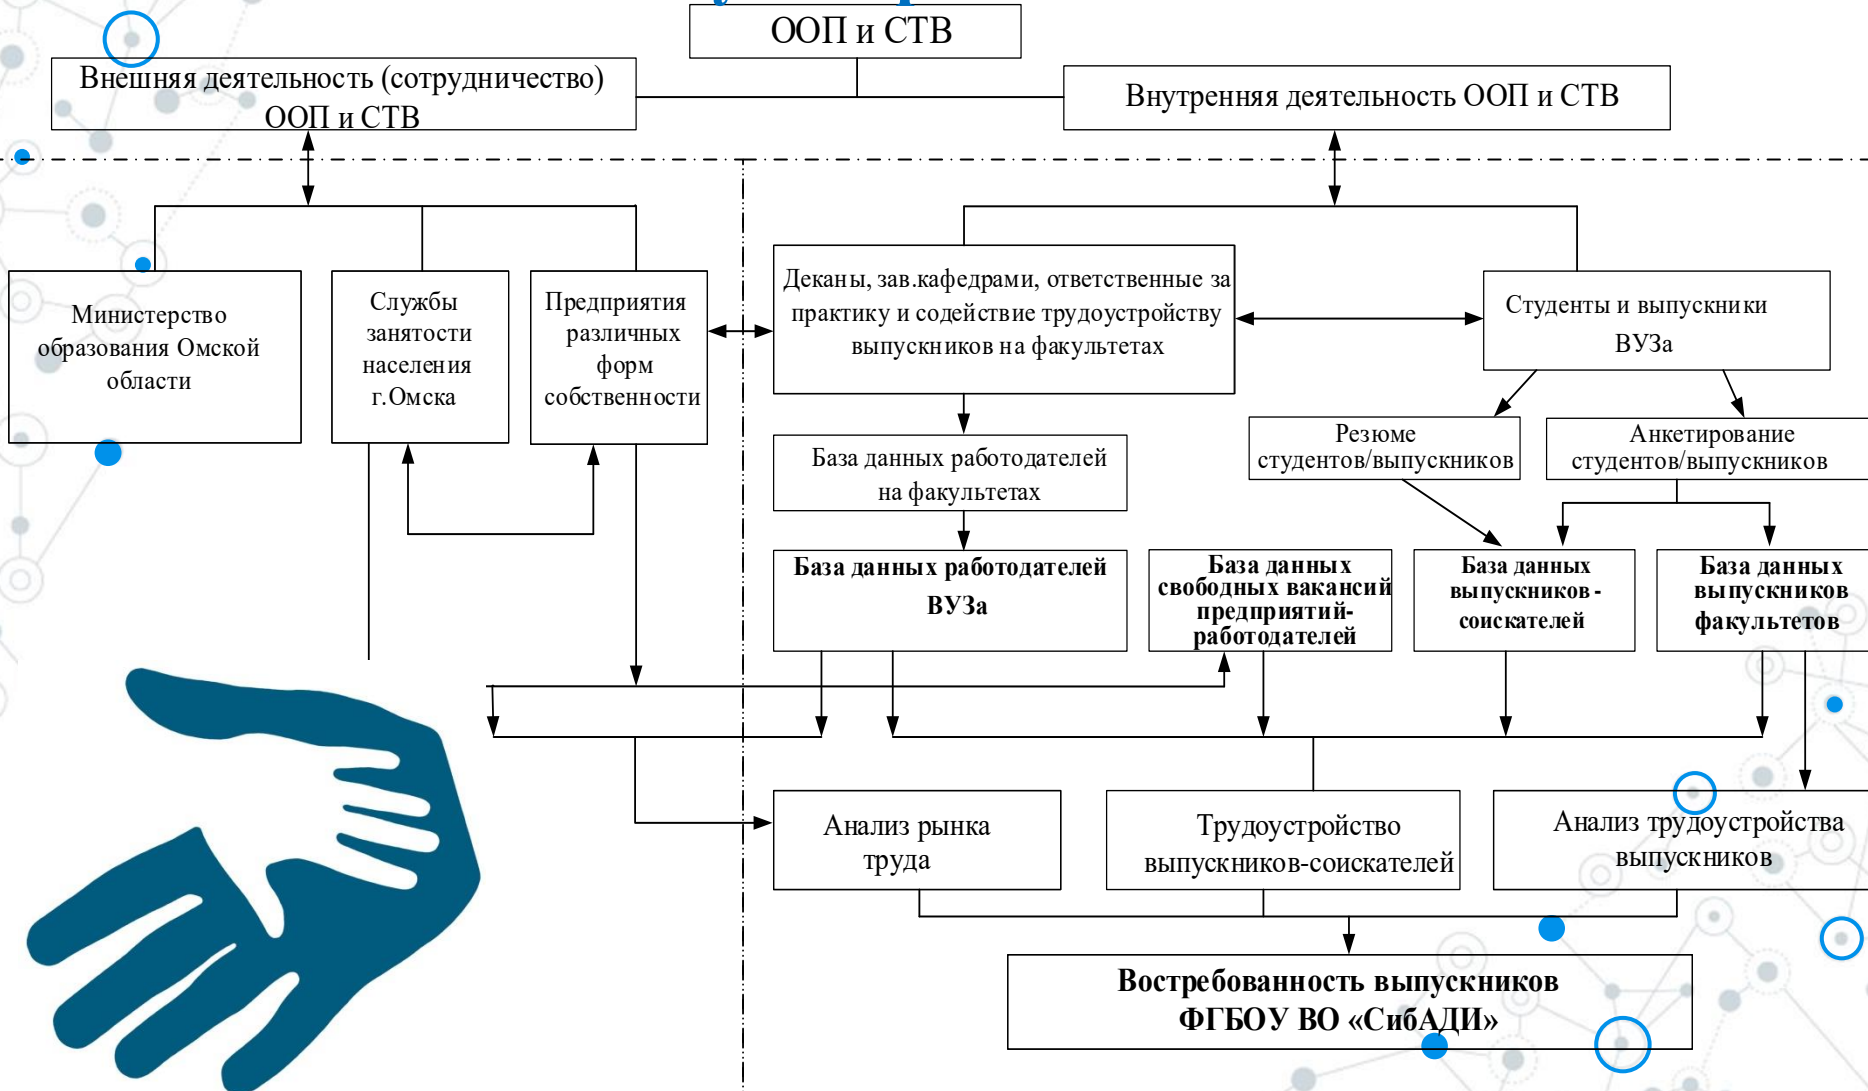 ООП и СТВ
Внешняя деятельность (сотрудничество)
ООП и СТВ
Внутренняя деятельность ООП и СТВ
Министерство
образования Омской
области
Службы
занятости
населения
г.Омска
Предприятия
различных
форм
собственности
Деканы, зав.кафедрами, ответственные за
практику и содействие трудоустройству
выпускников на факультетах
Студенты и выпускники
ВУЗа
База данных работодателей
на факультетах
Резюме
студентов/выпускников
Анкетирование
студентов/выпускников
База данных работодателей
ВУЗа
База данных
свободных вакансий
предприятий-
работодателей
База данных
выпускников-
соискателей
База данных
выпускников
факультетов
Анализ рынка
труда
Трудоустройство
выпускников-соискателей
Анализ трудоустройства
выпускников
Востребованность выпускников
ФГБОУ ВО «СибАДИ»